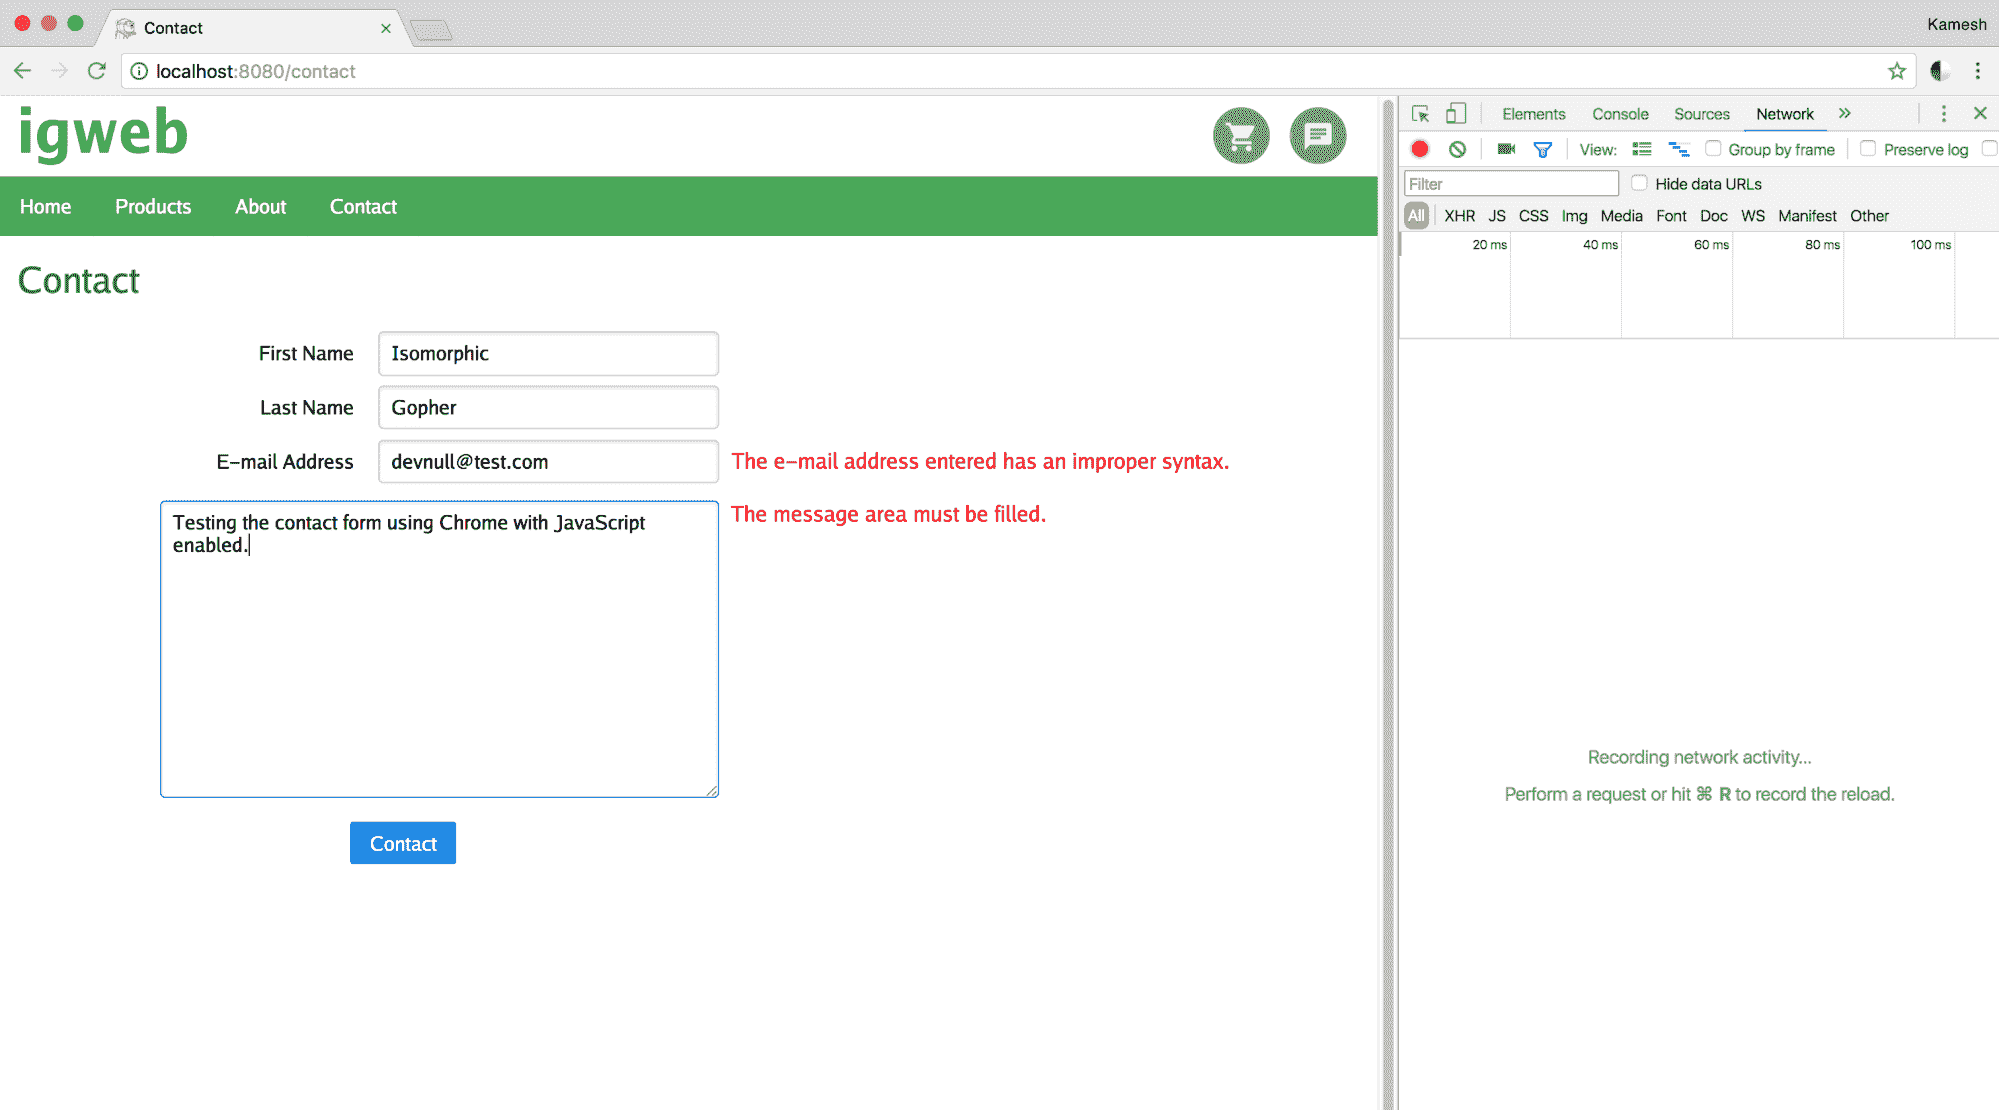 Contact
Kamesh
localhost:8080/contact
igweb
Home Products About Contact
Contact
First Name Isomorphic
Last Name Gopher
E-mail Address devnull@test.com The e-mail address entered has an improper syntax.
Testing the contact form using Chrome with JavaScript
enabled.
The message area must be filled.
Contact
Elements Console Sources Network »
View: Group by frame Preserve log
Filter Hide data URLs
All XHR JS CSS Img Media Font Doc WS Manifest Other
20 ms 40 ms 60 ms 80 ms 100 ms
Recording network activity...
Perform a request or hit ⌘ R to record the reload.